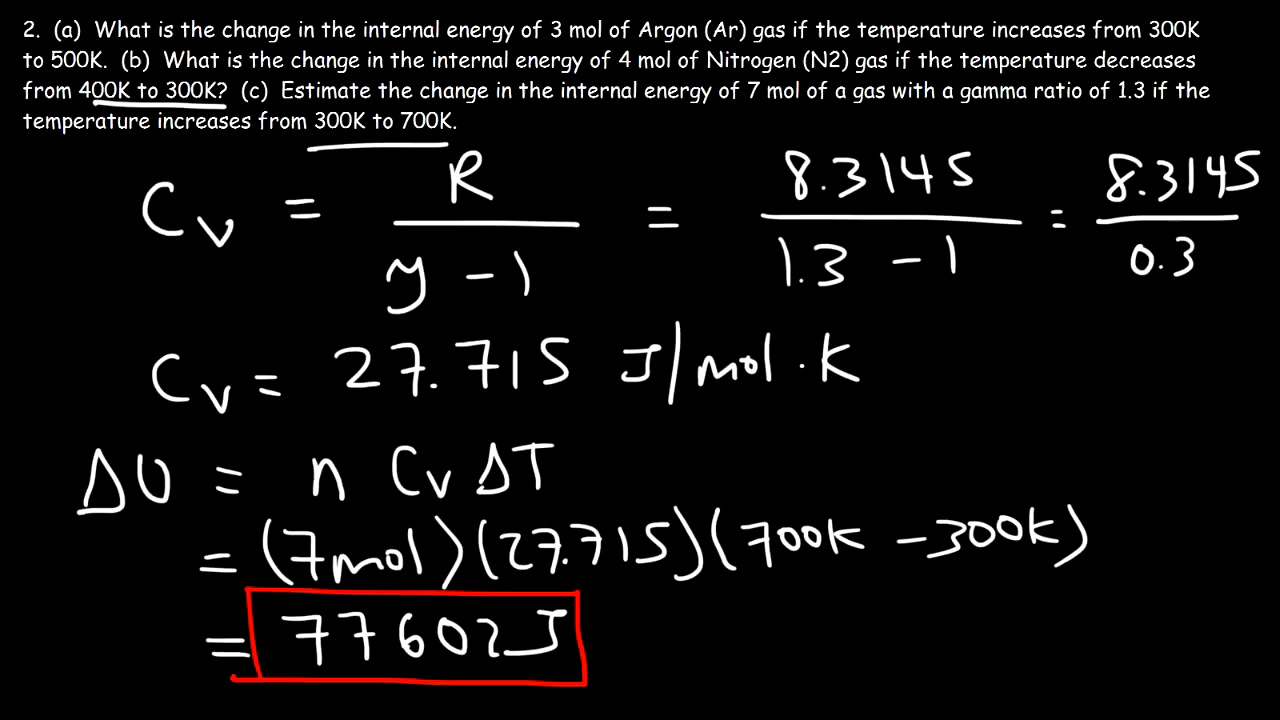 2. (a) What is the change in the internal energy of 3 mol of Argon (Ar) gas if the temperature increases from 300K
to 500K. (b) What is the change in the internal energy of 4 mol of Nitrogen (N2) gas if the temperature decreases
from 400K to 300K? (c) Estimate the change in the internal energy of 7 mol of a gas with a gamma ratio of 1.3 if the
temperature increases from 300K to 700K.
Cv = R / (y - 1) = 8.3145 / (1.3 - 1) = 8.3145 / 0.3
Cv = 27.715 J/mol·K
ΔU = n Cv ΔT
= (7mol)(27.715)(700K - 300K)
= 77602J